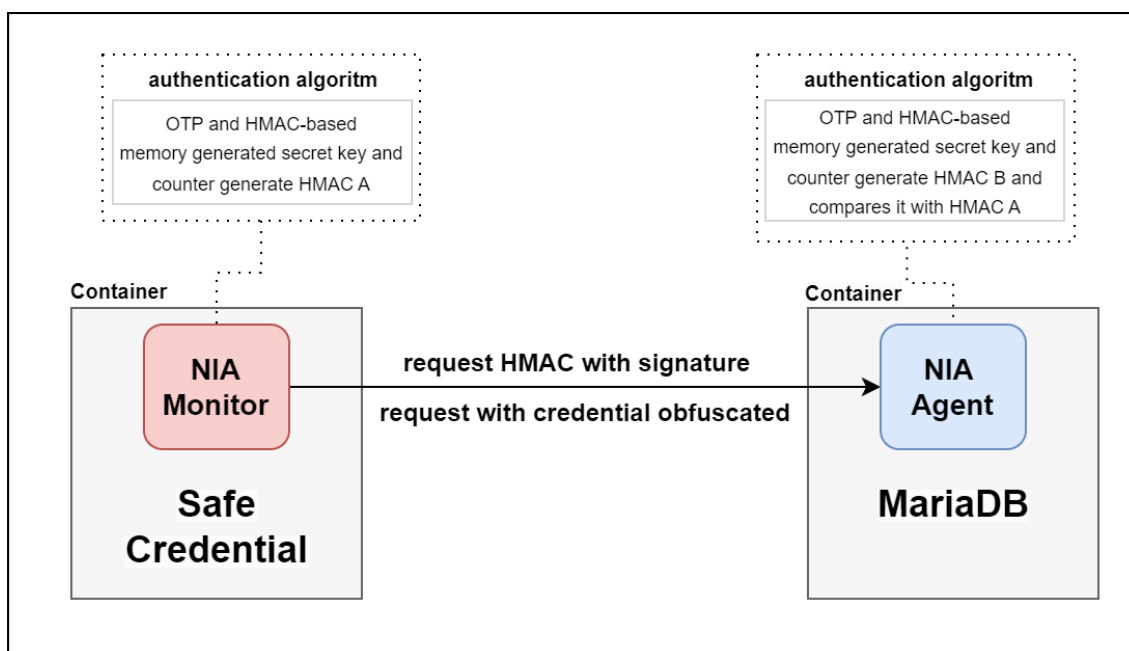 authentication algoritm
OTP and HMAC-based
memory generated secret key and
counter generate HMAC A
authentication algoritm
OTP and HMAC-based
memory generated secret key and
counter generate HMAC B and
compares it with HMAC A
Container
NIA
Monitor
Safe
Credential
request HMAC with signature
request with credential obfuscated
Container
NIA
Agent
MariaDB